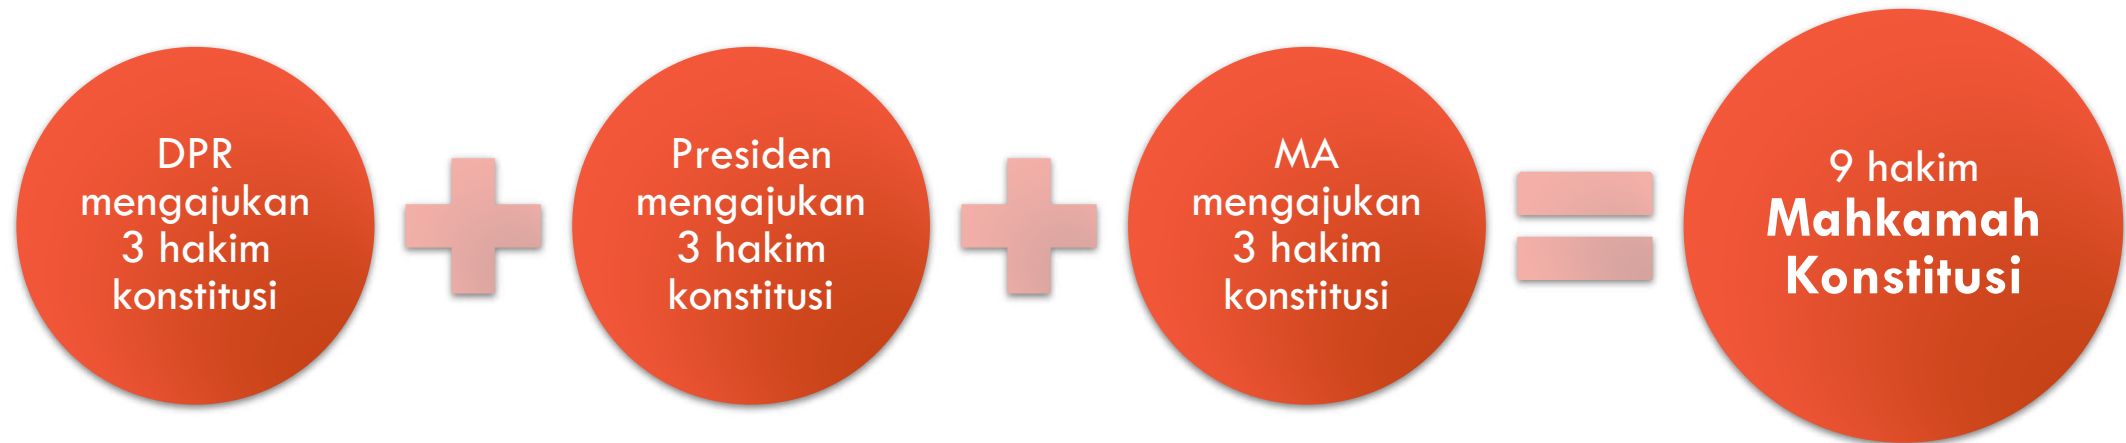 DPR
mengajukan
3 hakim
konstitusi
Presiden
mengajukan
3 hakim
konstitusi
MA
mengajukan
3 hakim
konstitusi
9 hakim
Mahkamah
Konstitusi